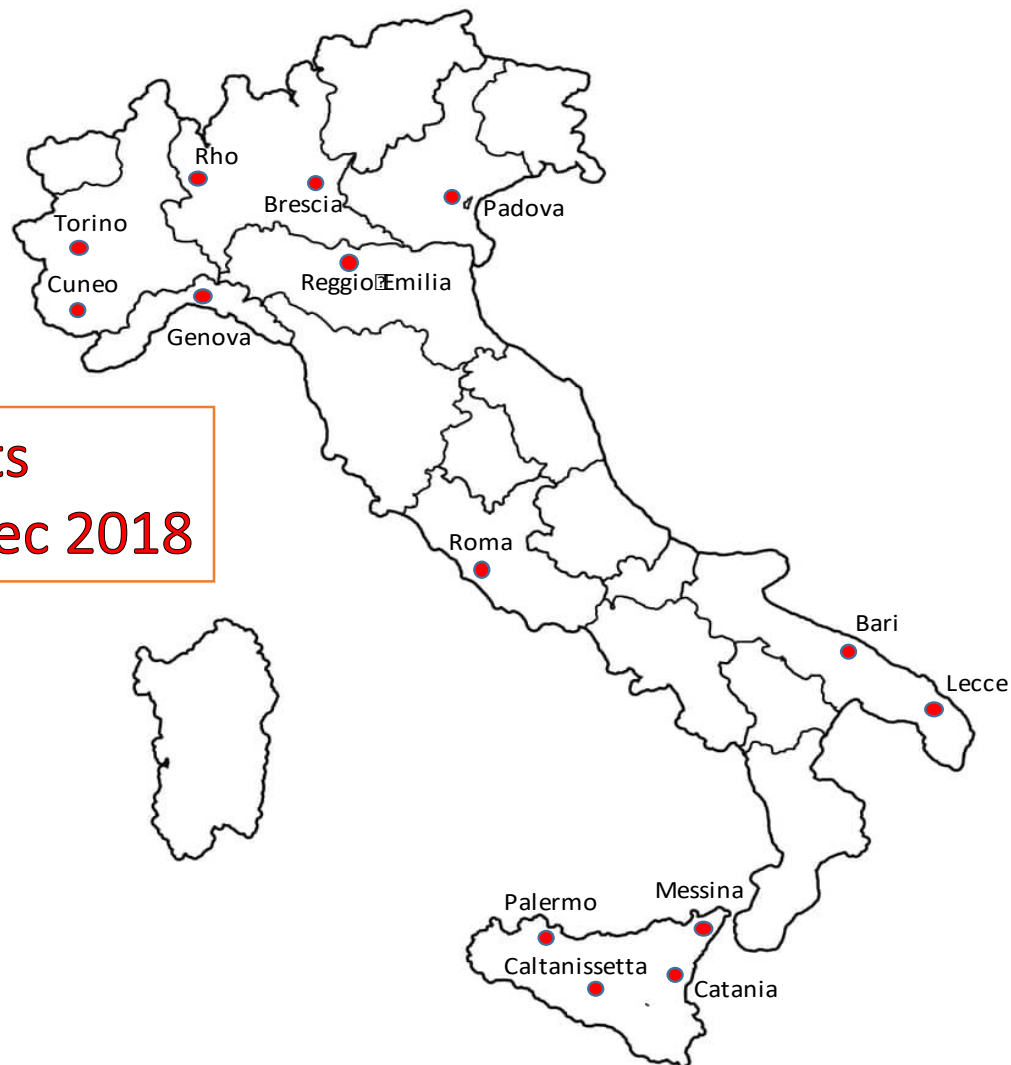 Rho
Brescia
Padova
Torino
Cuneo
Reggio Emilia
Genova
ts
ec 2018
Roma
Bari
Lecce
Messina
Palermo
Caltanissetta
Catania